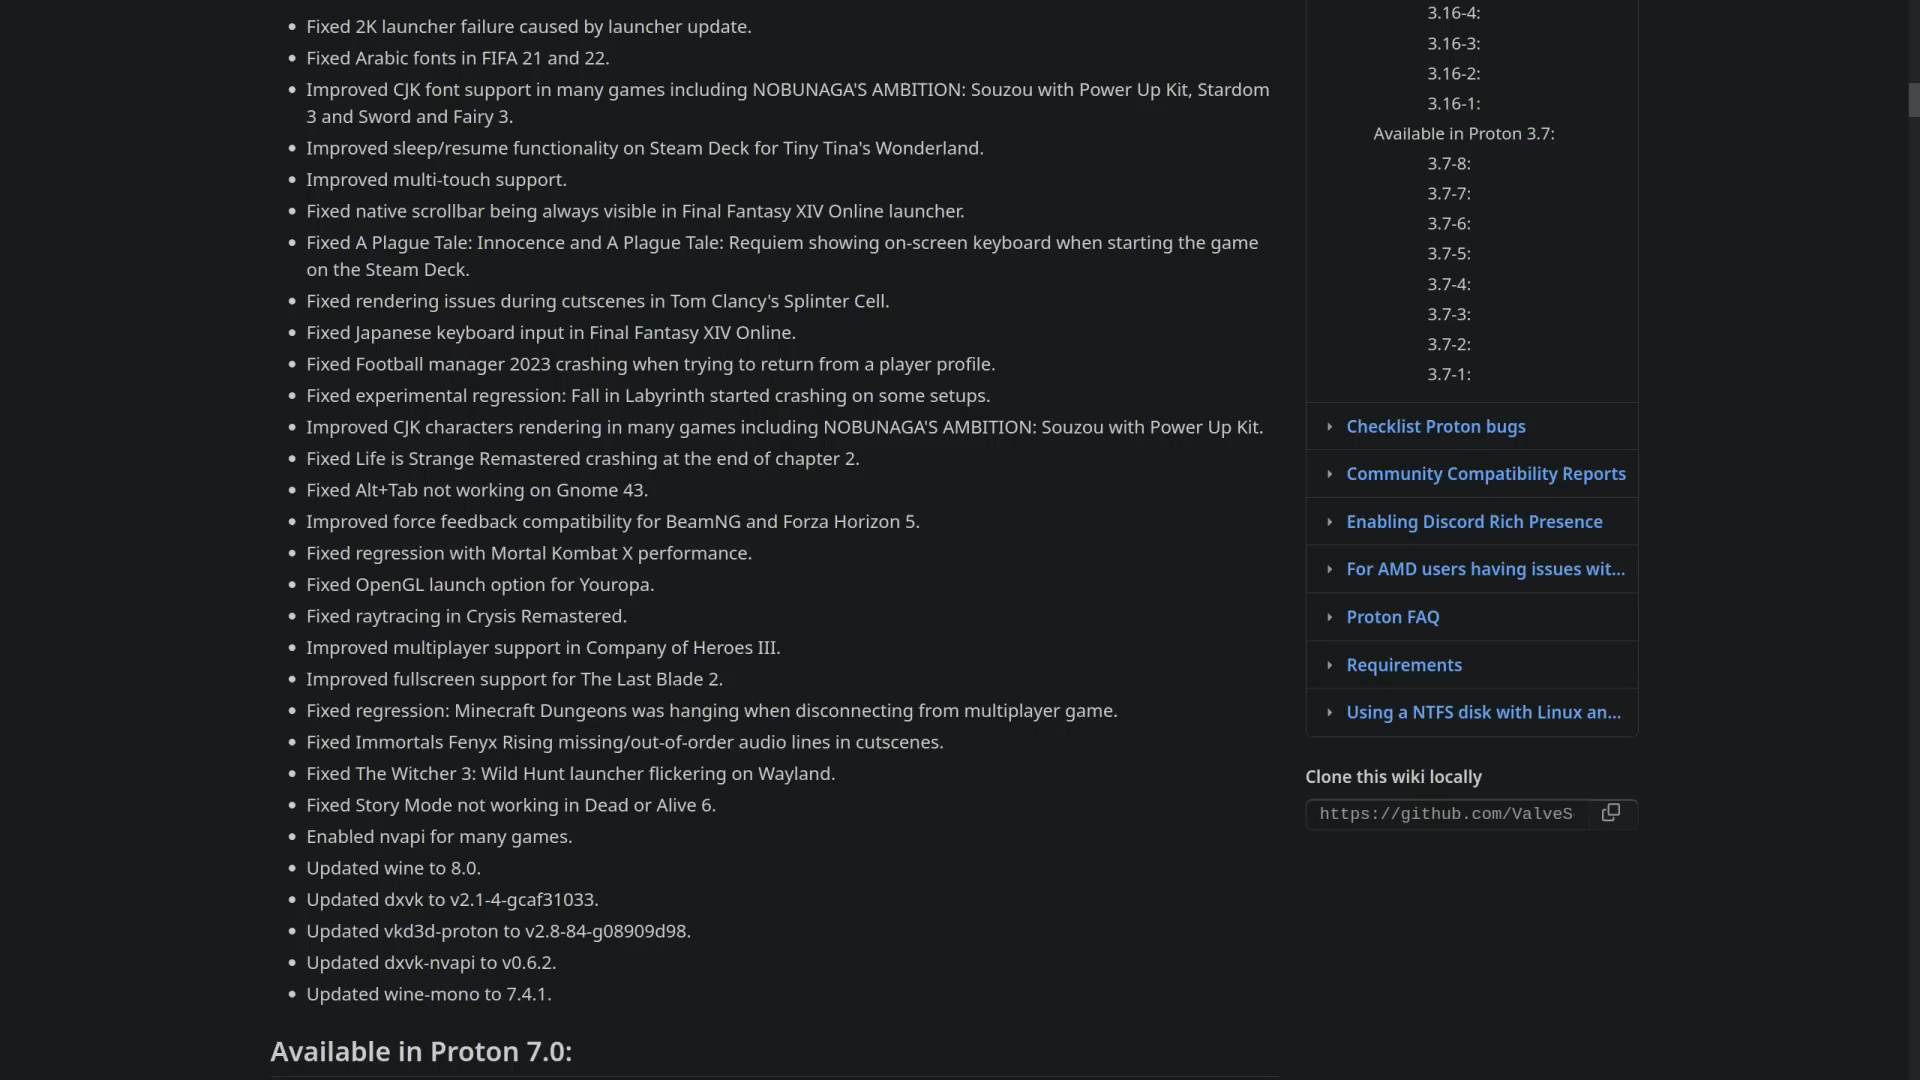 Fixed 2K launcher failure caused by launcher update.
Fixed Arabic fonts in FIFA 21 and 22.
Improved CJK font support in many games including NOBUNAGA'S AMBITION: Souzou with Power Up Kit, Stardom
3 and Sword and Fairy 3.
Improved sleep/resume functionality on Steam Deck for Tiny Tina's Wonderland.
Improved multi-touch support.
Fixed native scrollbar being always visible in Final Fantasy XIV Online launcher.
Fixed A Plague Tale: Innocence and A Plague Tale: Requiem showing on-screen keyboard when starting the game
on the Steam Deck.
Fixed rendering issues during cutscenes in Tom Clancy's Splinter Cell.
Fixed Japanese keyboard input in Final Fantasy XIV Online.
Fixed Football manager 2023 crashing when trying to return from a player profile.
Fixed experimental regression: Fall in Labyrinth started crashing on some setups.
Improved CJK characters rendering in many games including NOBUNAGA'S AMBITION: Souzou with Power Up Kit.
Fixed Life is Strange Remastered crashing at the end of chapter 2.
Fixed Alt+Tab not working on Gnome 43.
Improved force feedback compatibility for BeamNG and Forza Horizon 5.
Fixed regression with Mortal Kombat X performance.
Fixed OpenGL launch option for Youropa.
Fixed raytracing in Crysis Remastered.
Improved multiplayer support in Company of Heroes III.
Improved fullscreen support for The Last Blade 2.
Fixed regression: Minecraft Dungeons was hanging when disconnecting from multiplayer game.
Fixed Immortals Fenyx Rising missing/out-of-order audio lines in cutscenes.
Fixed The Witcher 3: Wild Hunt launcher flickering on Wayland.
Fixed Story Mode not working in Dead or Alive 6.
Enabled nvapi for many games.
Updated wine to 8.0.
Updated dxvk to v2.1-4-gcaf31033.
Updated vkd3d-proton to v2.8-84-g08909d98.
Updated dxvk-nvapi to v0.6.2.
Updated wine-mono to 7.4.1.
Available in Proton 7.0:
3.16-4:
3.16-3:
3.16-2:
3.16-1:
Available in Proton 3.7:
3.7-8:
3.7-7:
3.7-6:
3.7-5:
3.7-4:
3.7-3:
3.7-2:
3.7-1:
Checklist Proton bugs
Community Compatibility Reports
Enabling Discord Rich Presence
For AMD users having issues wit...
Proton FAQ
Requirements
Using a NTFS disk with Linux an...
Clone this wiki locally
https://github.com/ValveS